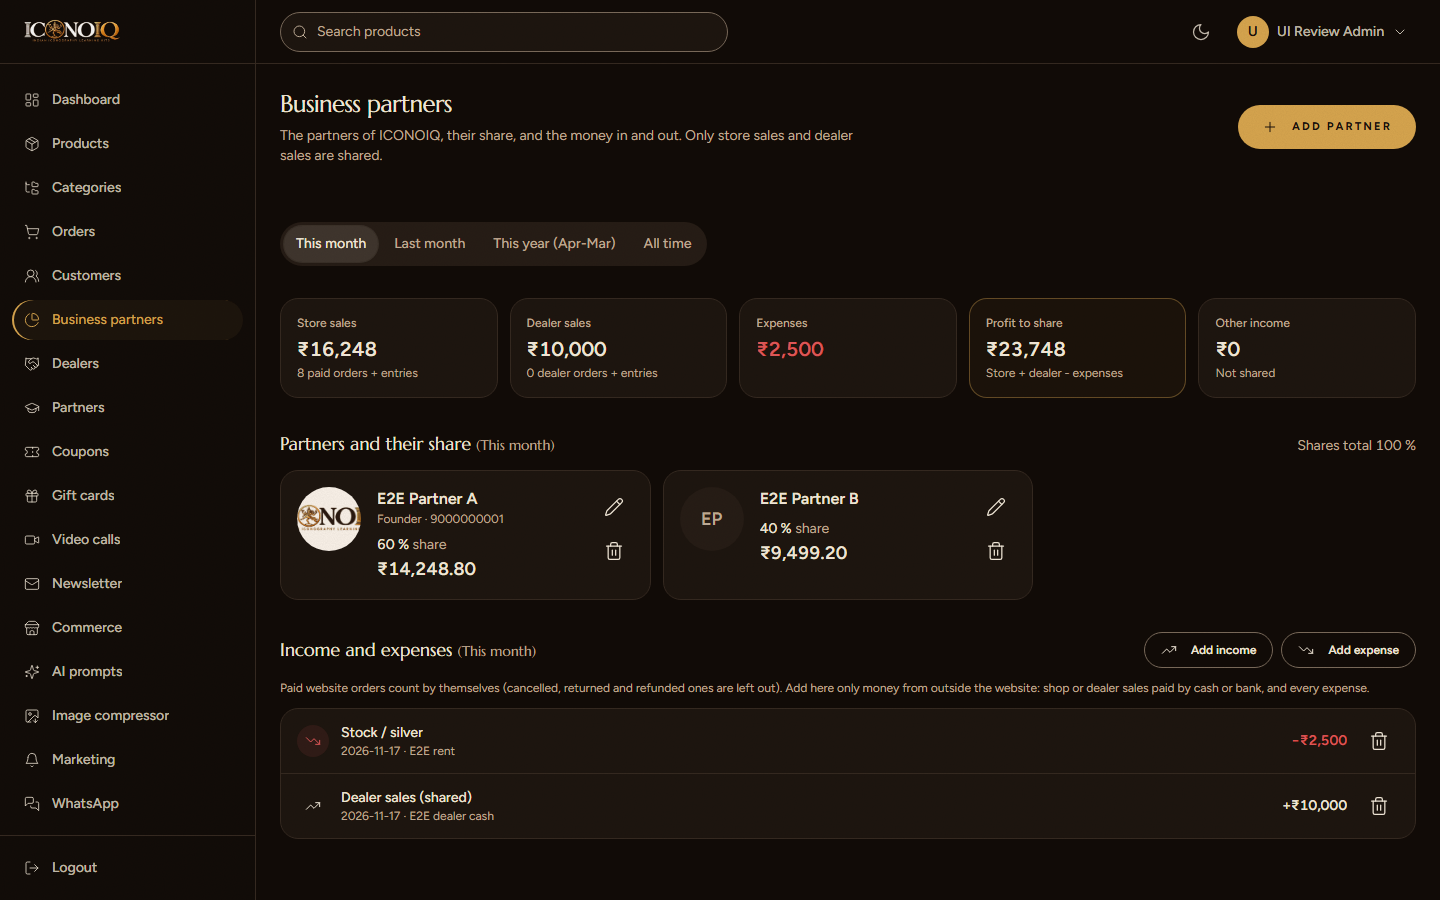 ICONOIQ
Search products
U
UI Review Admin
Dashboard
Products
Categories
Orders
Customers
Business partners
Dealers
Partners
Coupons
Gift cards
Video calls
Newsletter
Commerce
AI prompts
Image compressor
Marketing
WhatsApp
Logout
Business partners
The partners of ICONOIQ, their share, and the money in and out. Only store sales and dealer
sales are shared.
ADD PARTNER
This month
Last month
This year (Apr-Mar)
All time
Store sales
₹16,248
8 paid orders + entries
Dealer sales
₹10,000
0 dealer orders + entries
Expenses
₹2,500
Profit to share
₹23,748
Store + dealer - expenses
Other income
₹0
Not shared
Partners and their share (This month)
Shares total 100 %
E2E Partner A
Founder · 9000000001
60 % share
₹14,248.80
EP
E2E Partner B
40 % share
₹9,499.20
Income and expenses (This month)
Add income
Add expense
Paid website orders count by themselves (cancelled, returned and refunded ones are left out). Add here only money from outside the website: shop or dealer sales paid by cash or bank, and every expense.
Stock / silver
2026-11-17 · E2E rent
-₹2,500
Dealer sales (shared)
2026-11-17 · E2E dealer cash
+₹10,000